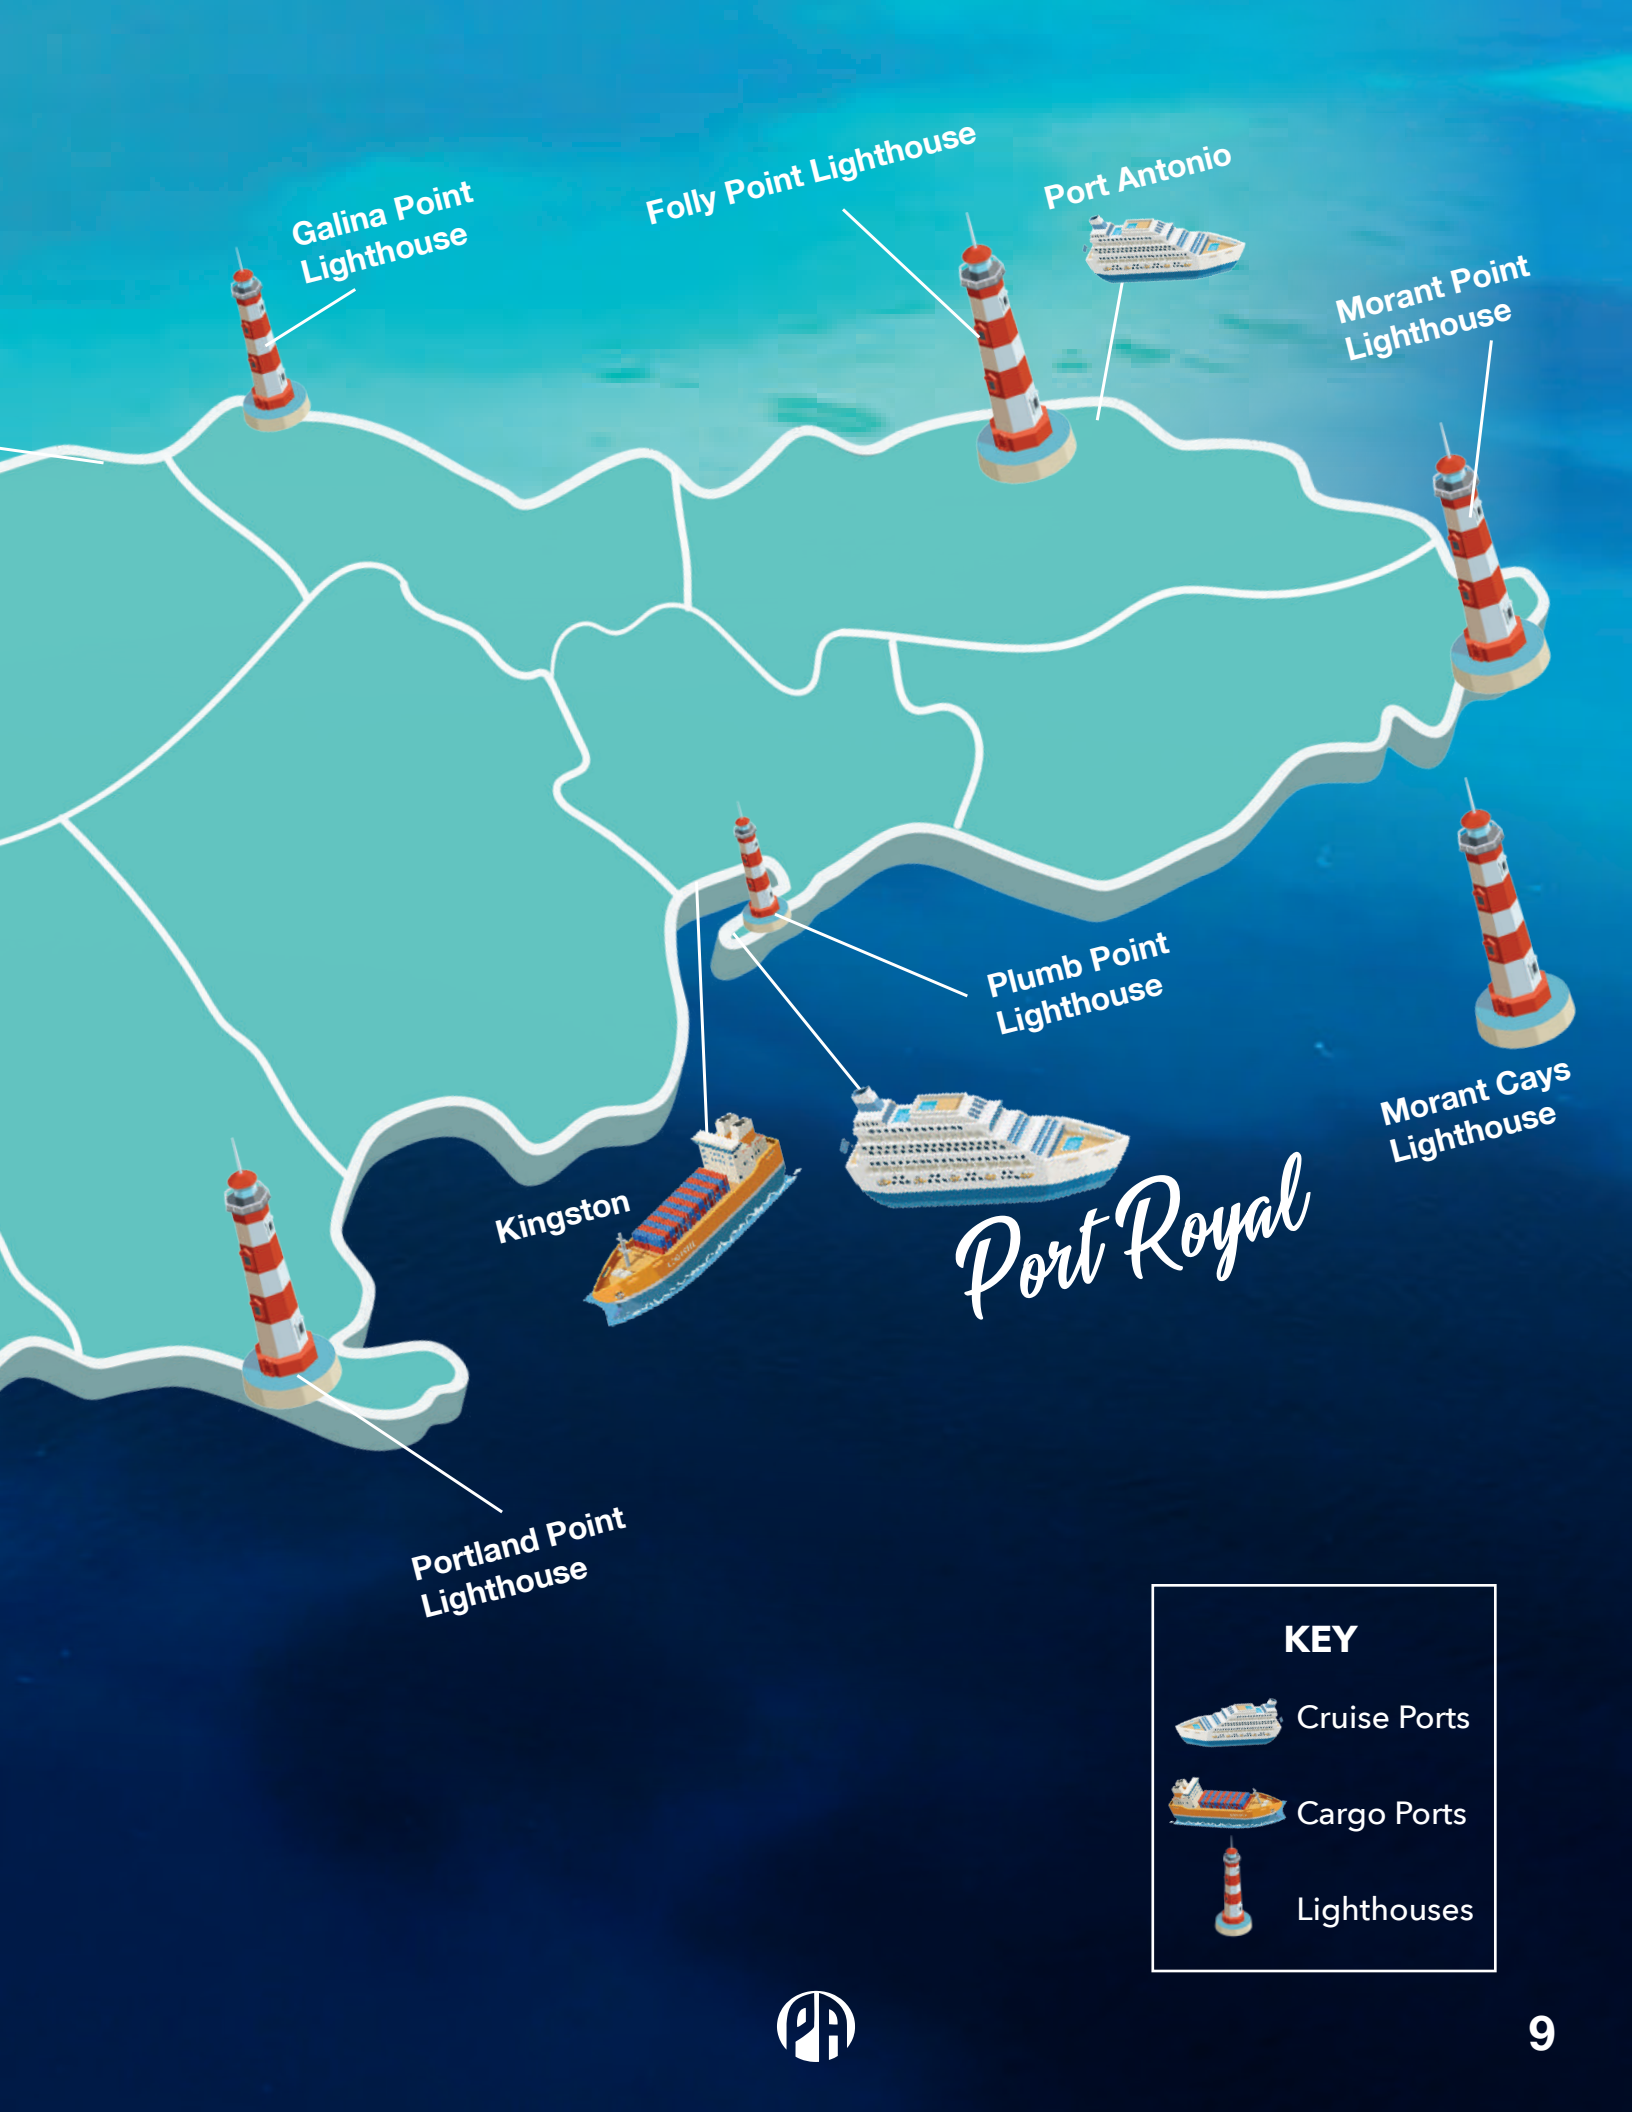 Folly Point Lighthouse
Port Antonio
Galina Point
Lighthouse
Morant Point
Lighthouse
Plumb Point
Lighthouse
Morant Cays
Lighthouse
Kingston
Port Royal
Portland Point
Lighthouse
KEY
Cruise Ports
Cargo Ports
Lighthouses
PA
9